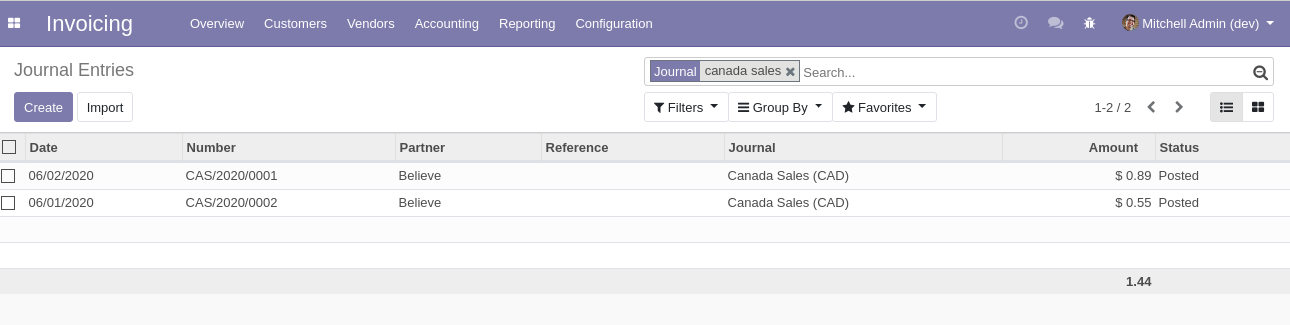 Invoicing Overview Customers Vendors Accounting Reporting Configuration Mitchell Admin (dev)
Journal Entries
Journal canada sales Search...
Create Import Filters Group By Favorites 1-2 / 2
Date Number Partner Reference Journal Amount Status
06/02/2020 CAS/2020/0001 Believe Canada Sales (CAD) $ 0.89 Posted
06/01/2020 CAS/2020/0002 Believe Canada Sales (CAD) $ 0.55 Posted
1.44